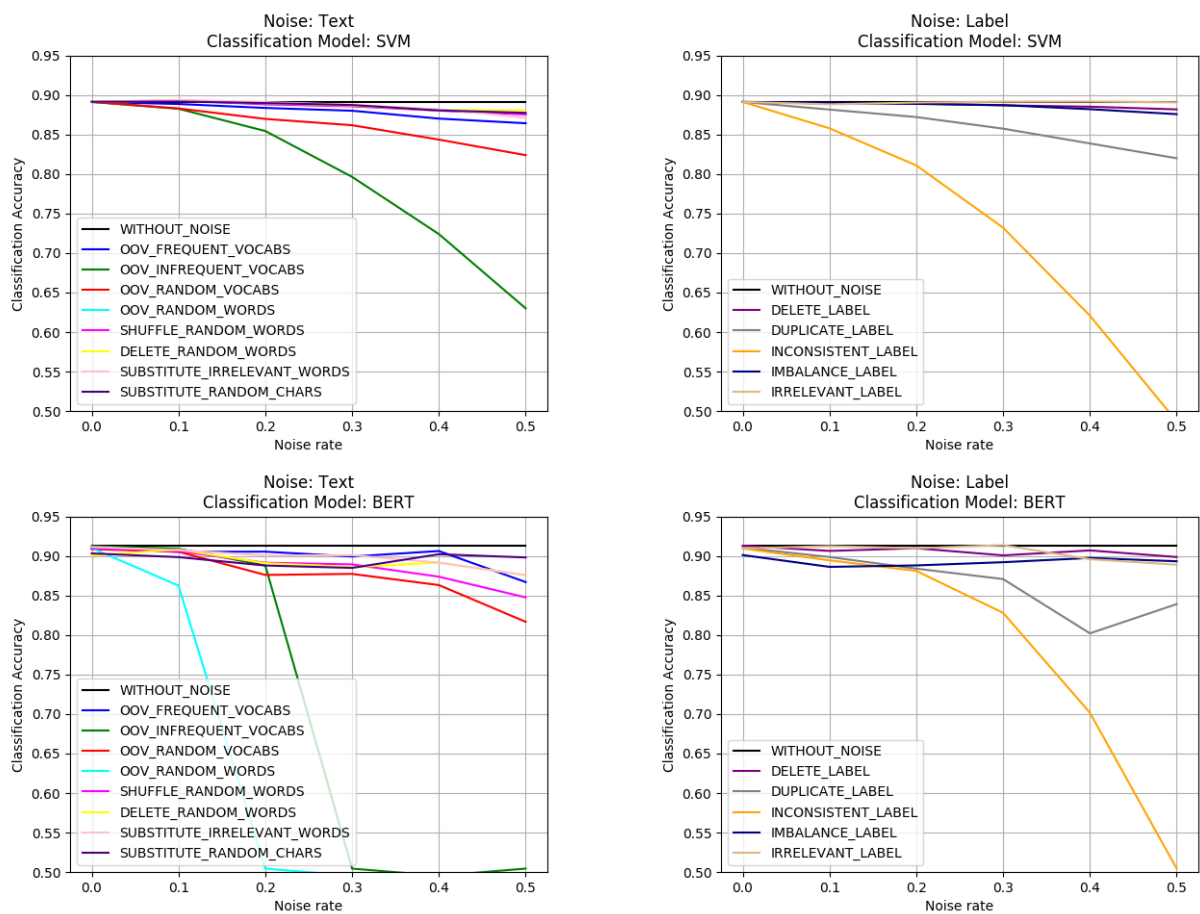 Noise: Text
Classification Model: SVM
0.95
0.90
0.85
0.80
0.75
0.70
0.65
0.60
0.55
0.50
Classification Accuracy
WITHOUT_NOISE
OOV_FREQUENT_VOCABS
OOV_INFREQUENT_VOCABS
OOV_RANDOM_VOCABS
OOV_RANDOM_WORDS
SHUFFLE_RANDOM_WORDS
DELETE_RANDOM_WORDS
SUBSTITUTE_IRRELEVANT_WORDS
SUBSTITUTE_RANDOM_CHARS
0.0 0.1 0.2 0.3 0.4 0.5
Noise rate
Noise: Label
Classification Model: SVM
0.95
0.90
0.85
0.80
0.75
0.70
0.65
0.60
0.55
0.50
Classification Accuracy
WITHOUT_NOISE
DELETE_LABEL
DUPLICATE_LABEL
INCONSISTENT_LABEL
IMBALANCE_LABEL
IRRELEVANT_LABEL
0.0 0.1 0.2 0.3 0.4 0.5
Noise rate
Noise: Text
Classification Model: BERT
0.95
0.90
0.85
0.80
0.75
0.70
0.65
0.60
0.55
0.50
Classification Accuracy
WITHOUT_NOISE
OOV_FREQUENT_VOCABS
OOV_INFREQUENT_VOCABS
OOV_RANDOM_VOCABS
OOV_RANDOM_WORDS
SHUFFLE_RANDOM_WORDS
DELETE_RANDOM_WORDS
SUBSTITUTE_IRRELEVANT_WORDS
SUBSTITUTE_RANDOM_CHARS
0.0 0.1 0.2 0.3 0.4 0.5
Noise rate
Noise: Label
Classification Model: BERT
0.95
0.90
0.85
0.80
0.75
0.70
0.65
0.60
0.55
0.50
Classification Accuracy
WITHOUT_NOISE
DELETE_LABEL
DUPLICATE_LABEL
INCONSISTENT_LABEL
IMBALANCE_LABEL
IRRELEVANT_LABEL
0.0 0.1 0.2 0.3 0.4 0.5
Noise rate